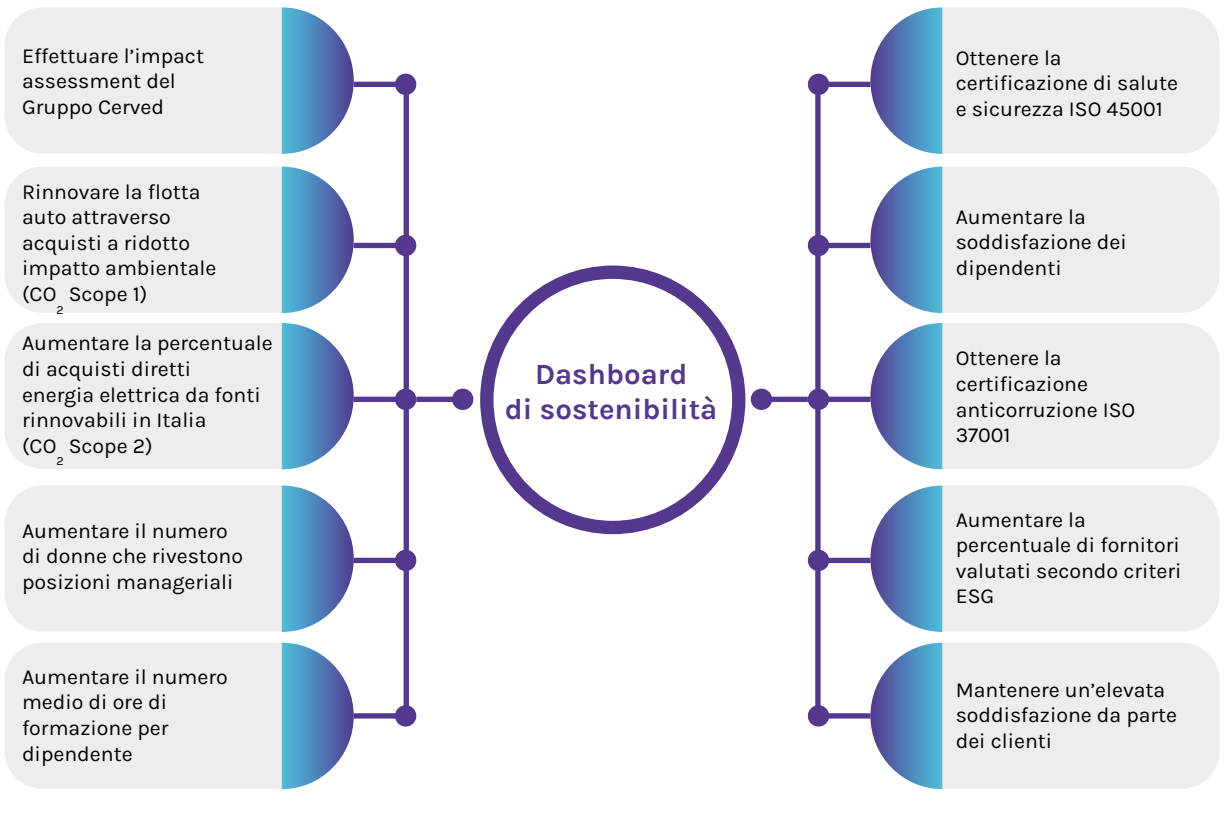 Effettuare l'impact
assessment del
Gruppo Cerved
Rinnovare la flotta
auto attraverso
acquisti a ridotto
impatto ambientale
(CO₂ Scope 1)
Aumentare la percentuale
di acquisti diretti
energia elettrica da fonti
rinnovabili in Italia
(CO₂ Scope 2)
Aumentare il numero
di donne che rivestono
posizioni manageriali
Aumentare il numero
medio di ore di
formazione per
dipendente
Dashboard
di sostenibilità
Ottenere la
certificazione di salute
e sicurezza ISO 45001
Aumentare la
soddisfazione dei
dipendenti
Ottenere la
certificazione
anticorruzione ISO
37001
Aumentare la
percentuale di fornitori
valutati secondo criteri
ESG
Mantenere un'elevata
soddisfazione da parte
dei clienti